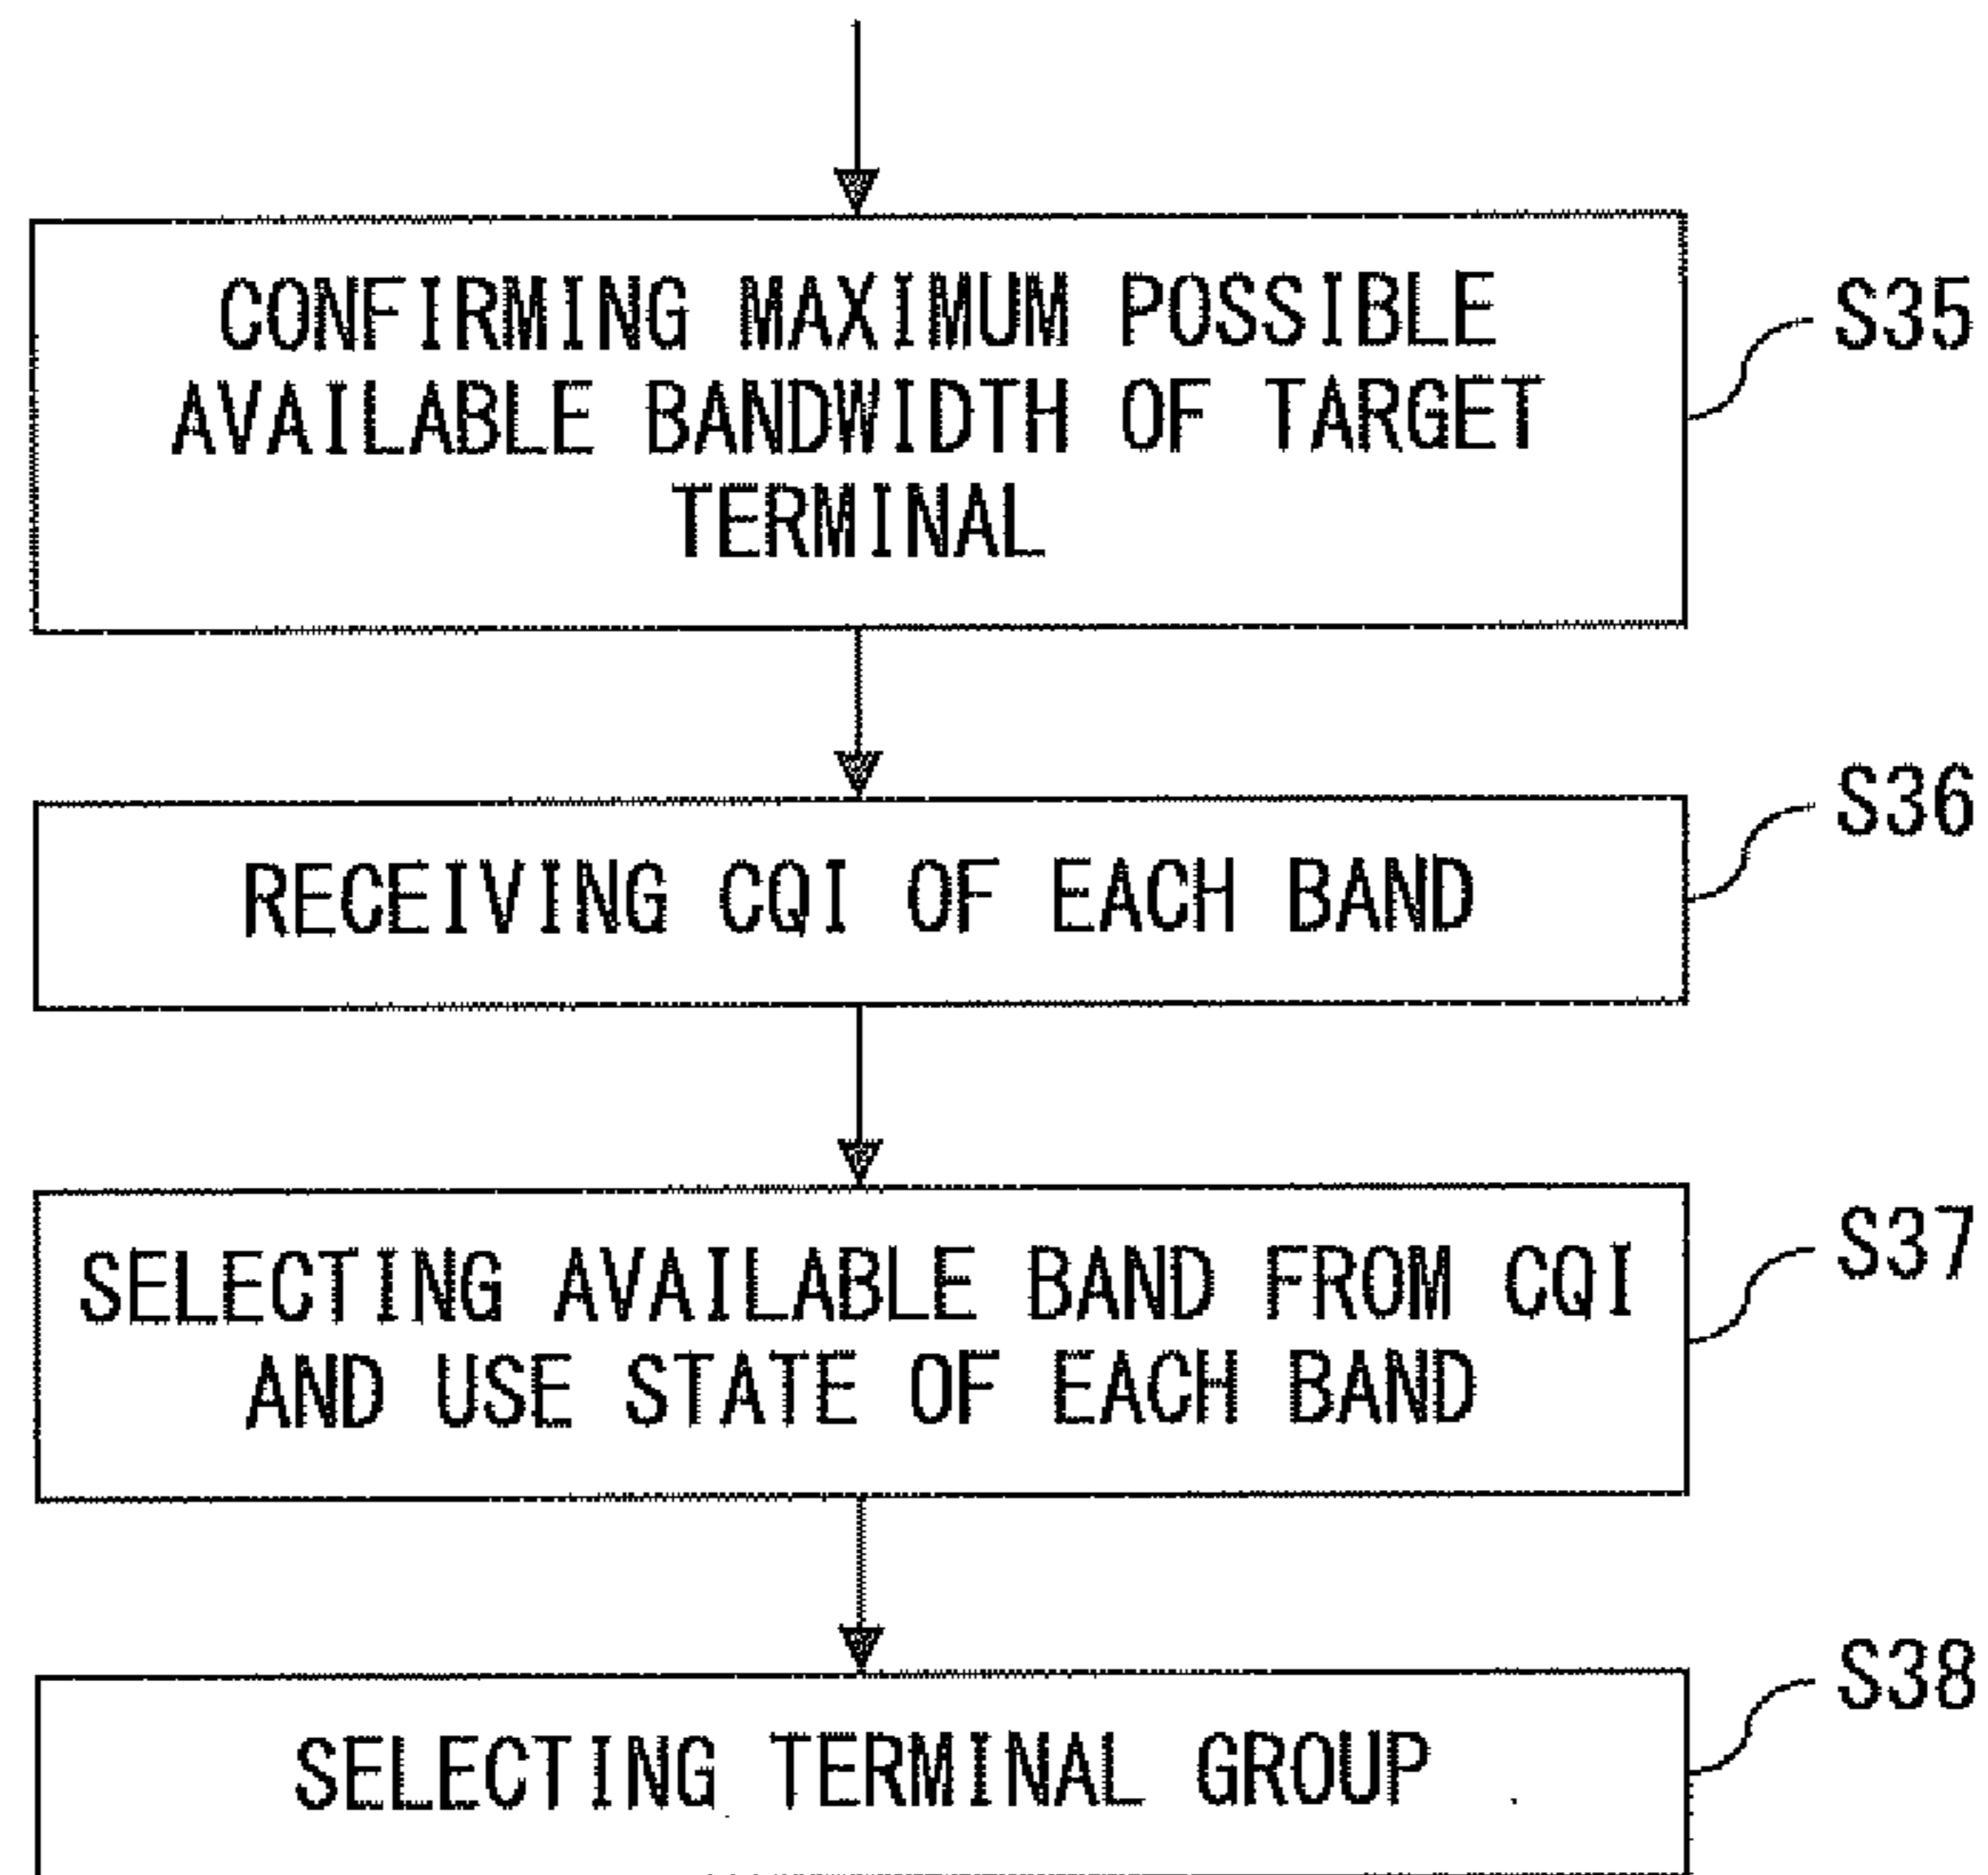 CONFIRMING MAXIMUM POSSIBLE
AVAILABLE BANDWIDTH OF TARGET
TERMINAL
S35
RECEIVING CQI OF EACH BAND
S36
SELECTING AVAILABLE BAND FROM CQI
AND USE STATE OF EACH BAND
S37
SELECTING TERMINAL GROUP
S38